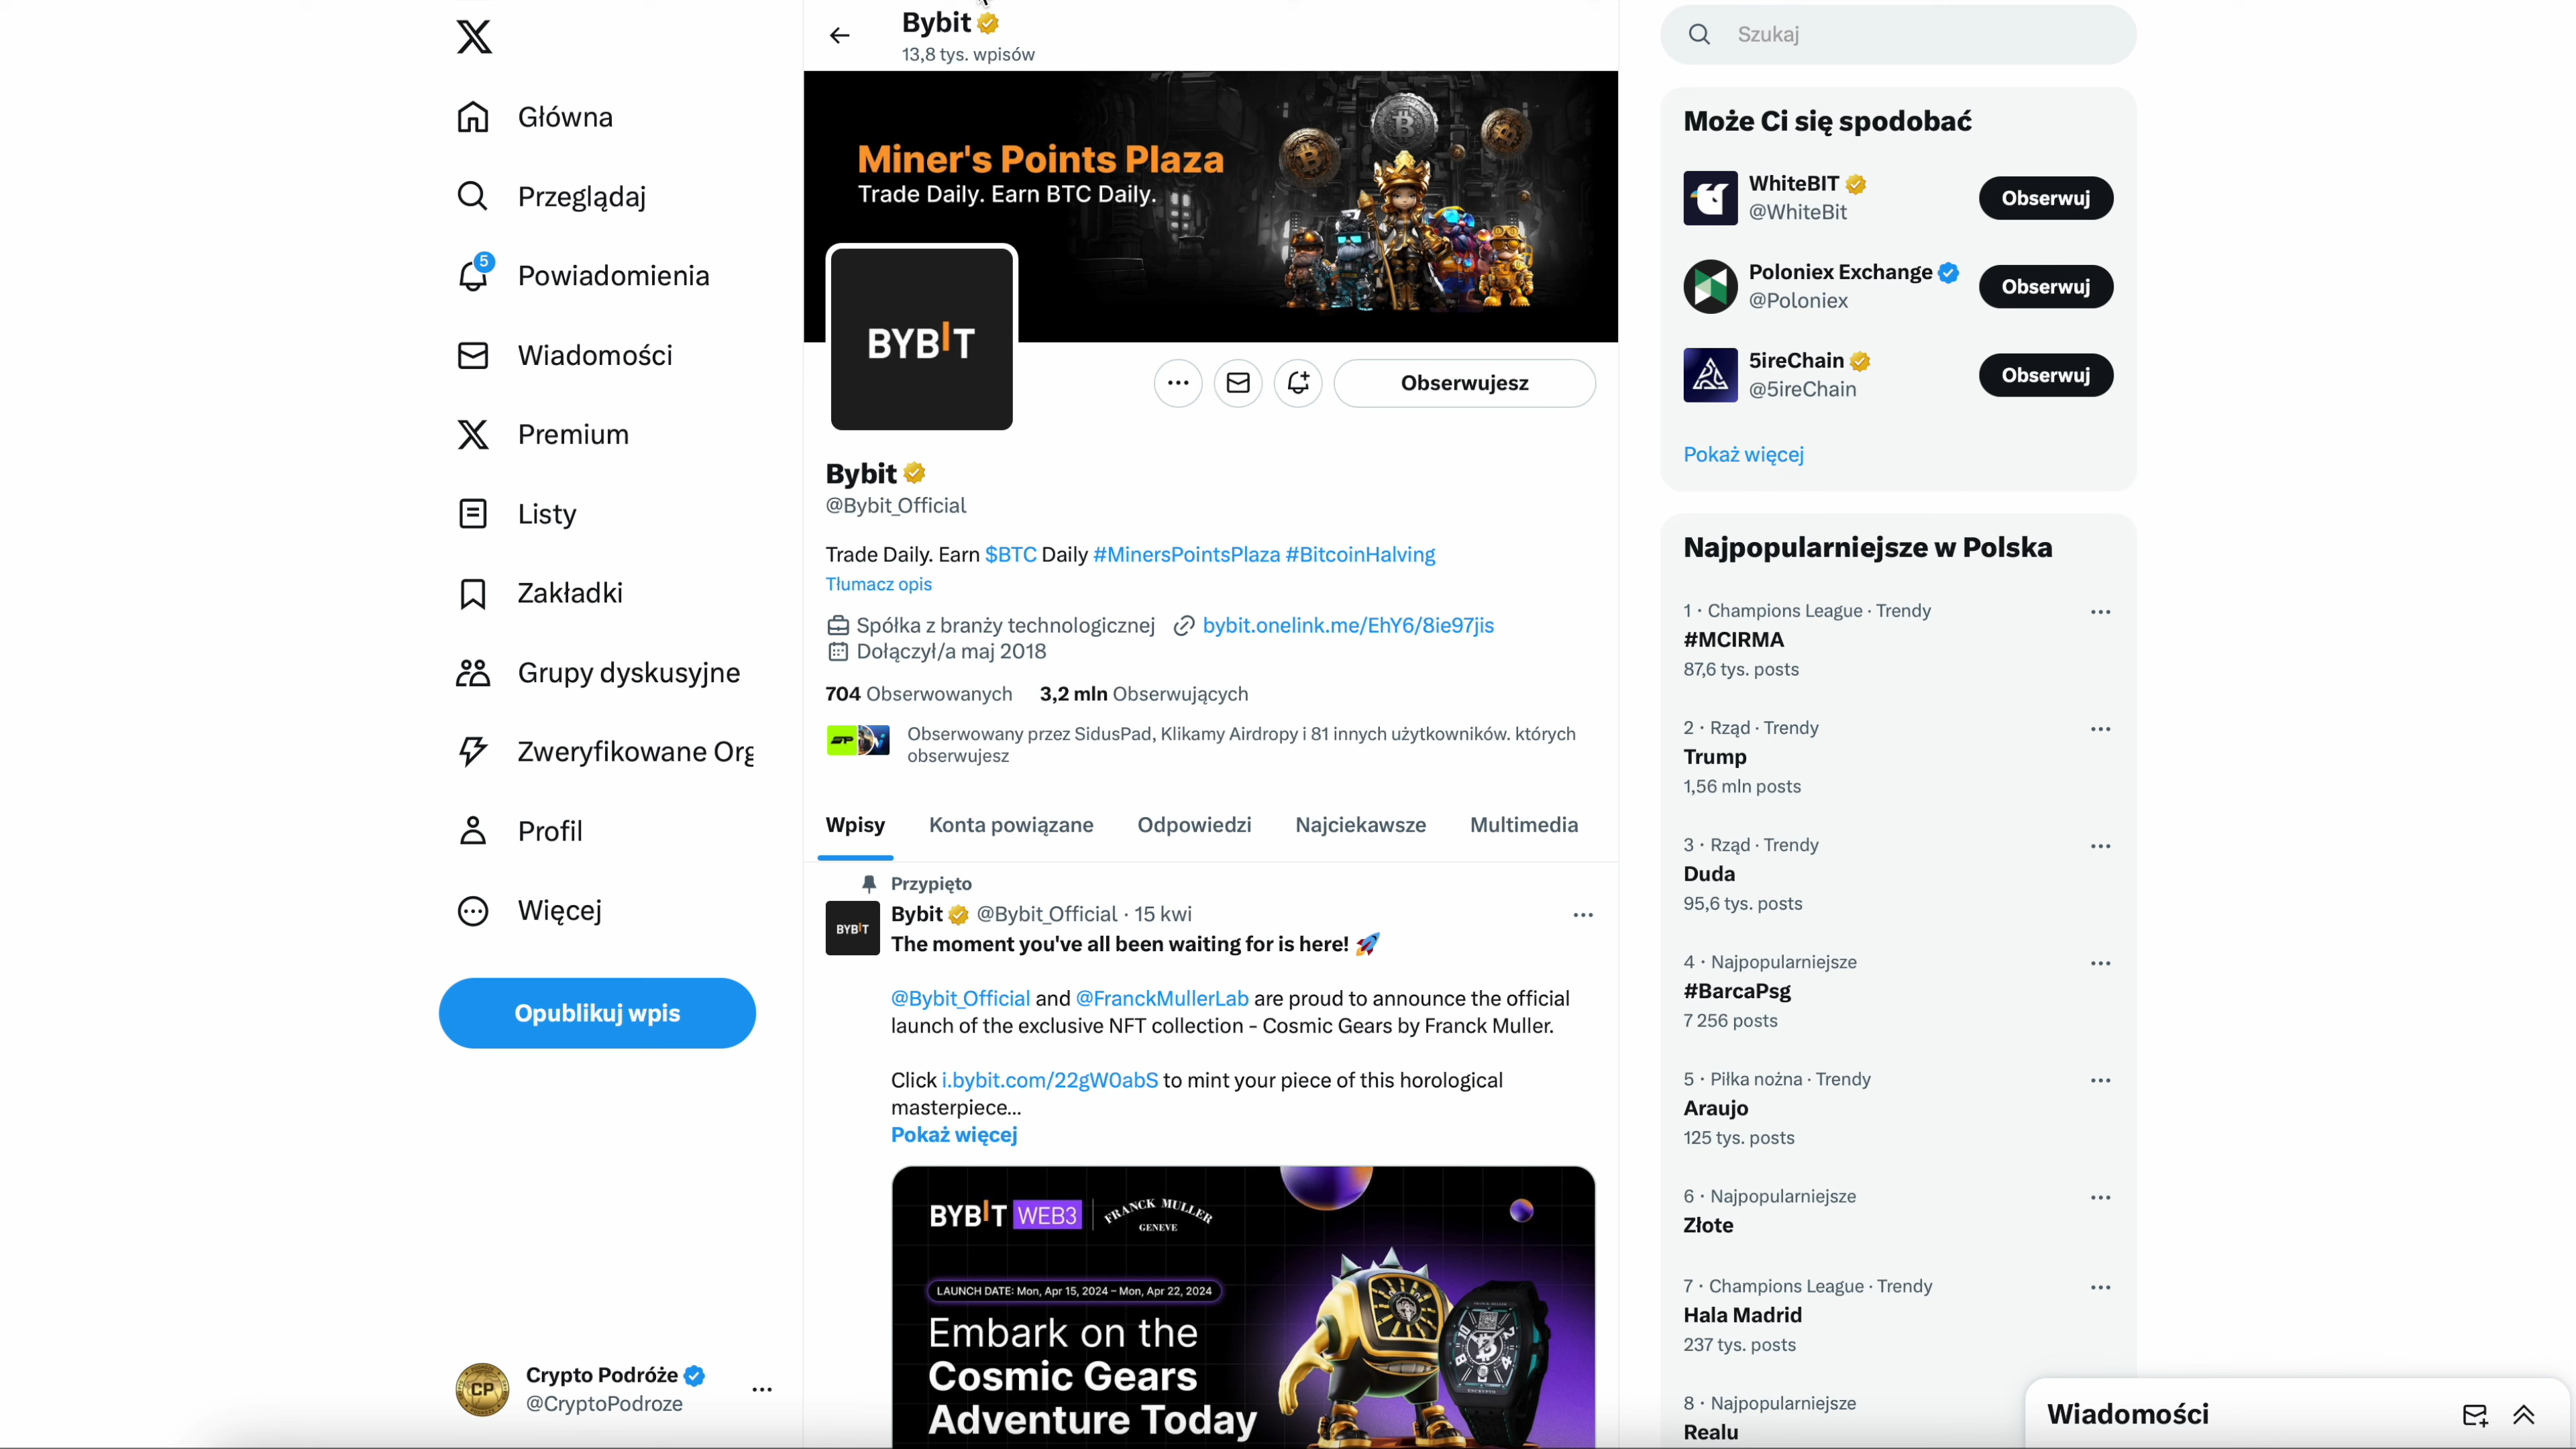 Główna
Przeglądaj
5
Powiadomienia
Wiadomości
Premium
Listy
Zakładki
Grupy dyskusyjne
Zweryfikowane Org
Profil
Więcej
Opublikuj wpis
CP
Crypto Podróże
@CryptoPodroze
Bybit
13,8 tys. wpisów
Miner's Points Plaza
Trade Daily. Earn BTC Daily.
BYBIT
Obserwujesz
Bybit
@Bybit_Official
Trade Daily. Earn $BTC Daily #MinersPointsPlaza #BitcoinHalving
Tłumacz opis
Spółka z branży technologicznej bybit.onelink.me/EhY6/8ie97jis
Dołączył/a maj 2018
704 Obserwowanych 3,2 mln Obserwujących
Obserwowany przez SidusPad, Klikamy Airdropy i 81 innych użytkowników. których
obserwujesz
Wpisy Konta powiązane Odpowiedzi Najciekawsze Multimedia
Przypięto
BYBIT
Bybit @Bybit_Official · 15 kwi
The moment you've all been waiting for is here! 🚀
@Bybit_Official and @FranckMullerLab are proud to announce the official
launch of the exclusive NFT collection - Cosmic Gears by Franck Muller.
Click i.bybit.com/22gW0abS to mint your piece of this horological
masterpiece...
Pokaż więcej
BYBIT WEB3 FRANCK MULLER
GENEVE
LAUNCH DATE: Mon, Apr 15, 2024 – Mon, Apr 22, 2024
Embark on the
Cosmic Gears
Adventure Today
Szukaj
Może Ci się spodobać
WhiteBIT
@WhiteBit
Obserwuj
Poloniex Exchange
@Poloniex
Obserwuj
5ireChain
@5ireChain
Obserwuj
Pokaż więcej
Najpopularniejsze w Polska
1 · Champions League · Trendy
#MCIRMA
87,6 tys. posts
2 · Rząd · Trendy
Trump
1,56 mln posts
3 · Rząd · Trendy
Duda
95,6 tys. posts
4 · Najpopularniejsze
#BarcaPsg
7 256 posts
5 · Piłka nożna · Trendy
Araujo
125 tys. posts
6 · Najpopularniejsze
Złote
7 · Champions League · Trendy
Hala Madrid
237 tys. posts
8 · Najpopularniejsze
Realu
Wiadomości